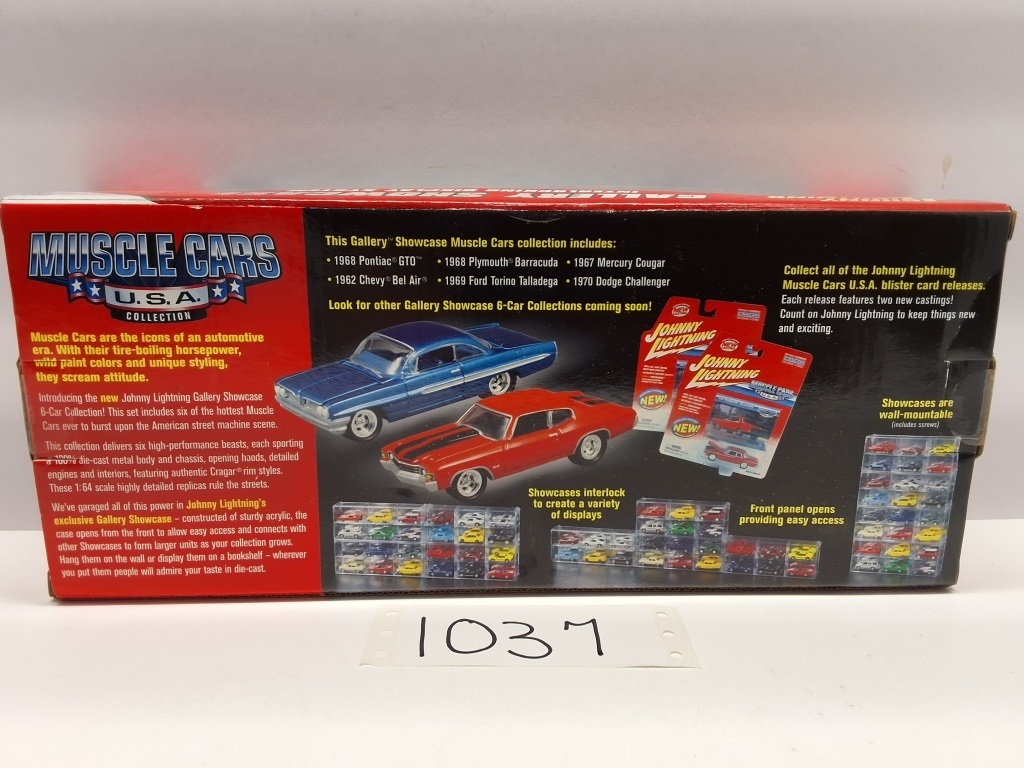 MUSCLE CARS
U.S.A.
COLLECTION
Muscle Cars are the icons of an automotive
era. With their tire-boiling horsepower,
wild paint colors and unique styling,
they scream attitude.
Introducing the new Johnny Lightning Gallery Showcase
6-Car Collection! This set includes six of the hottest Muscle
Cars ever to burst upon the American street machine scene.
This collection delivers six high-performance beasts, each sporting
a 100% die-cast metal body and chassis, opening hoods, detailed
engines and interiors, featuring authentic Cragar® rim styles.
These 1:64 scale highly detailed replicas rule the streets.
We've garaged all of this power in Johnny Lightning's
exclusive Gallery Showcase – constructed of sturdy acrylic, the
case opens from the front to allow easy access and connects with
other Showcases to form larger units as your collection grows.
Hang them on the wall or display them on a bookshelf – wherever
you put them people will admire your taste in die-cast.
This Gallery™ Showcase Muscle Cars collection includes:
• 1968 Pontiac® GTO™ • 1968 Plymouth® Barracuda • 1967 Mercury Cougar
• 1962 Chevy® Bel Air® • 1969 Ford Torino Talladega • 1970 Dodge Challenger
Look for other Gallery Showcase 6-Car Collections coming soon!
JOHNNY
LIGHTNING
NEW!
JOHNNY
LIGHTNING
MUSCLE CARS
NEW!
Collect all of the Johnny Lightning
Muscle Cars U.S.A. blister card releases.
Each release features two new castings!
Count on Johnny Lightning to keep things new
and exciting.
Showcases are
wall-mountable
(includes screws)
Showcases interlock
to create a variety
of displays
Front panel opens
providing easy access
1037